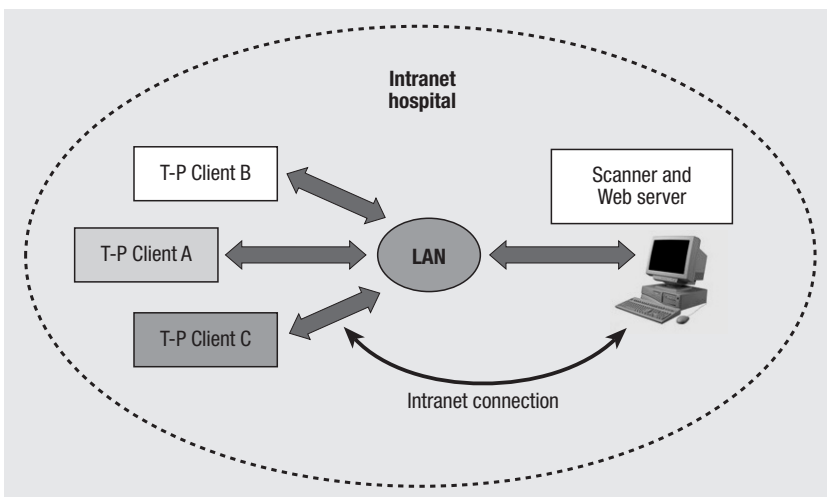 Intranet
hospital
T-P Client B
Scanner and
Web server
T-P Client A
LAN
T-P Client C
Intranet connection